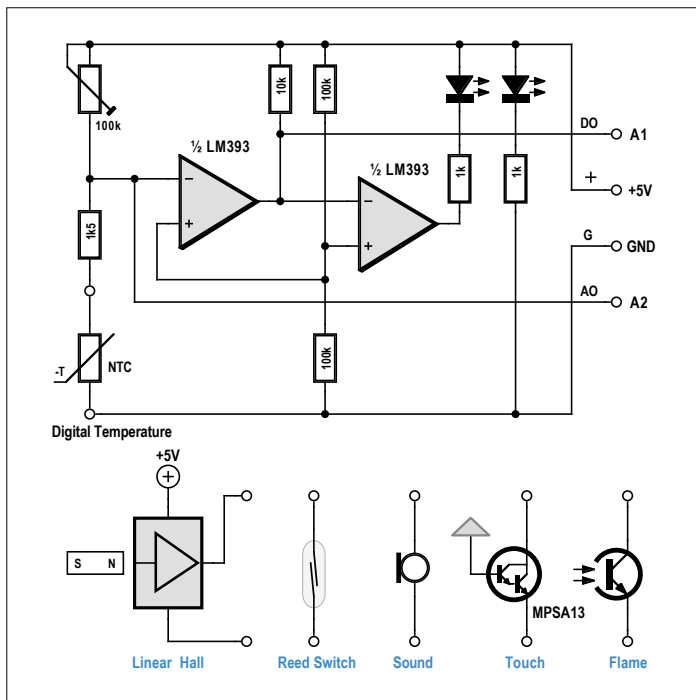 100k
10k
100k
½ LM393
½ LM393
DO
A1
1k
1k
+
+5V
1k5
G
GND
AO
A2
-T
NTC
100k
Digital Temperature
+5V
S N
MPSA13
Linear Hall
Reed Switch
Sound
Touch
Flame